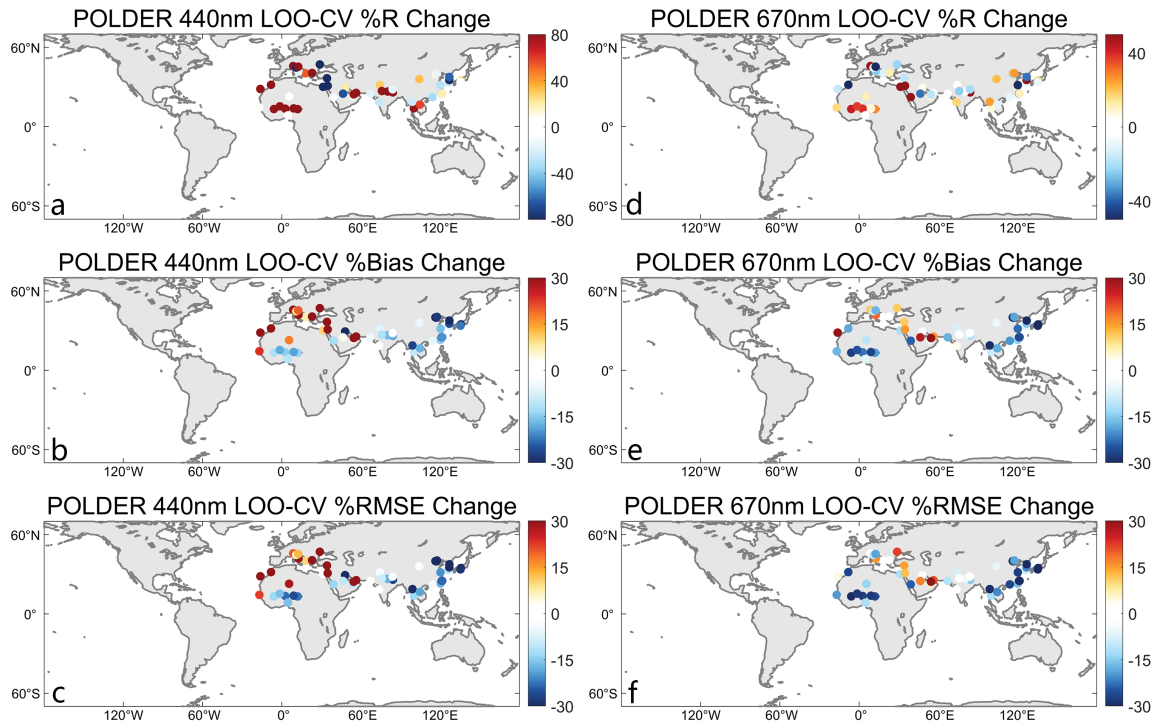 POLDER 440nm LOO-CV %R Change
60°N
0°
60°S
120°W 60°W 0° 60°E 120°E
80
40
0
-40
-80
a
POLDER 670nm LOO-CV %R Change
60°N
0°
60°S
120°W 60°W 0° 60°E 120°E
40
0
-40
d
POLDER 440nm LOO-CV %Bias Change
60°N
0°
60°S
120°W 60°W 0° 60°E 120°E
30
15
0
-15
-30
b
POLDER 670nm LOO-CV %Bias Change
60°N
0°
60°S
120°W 60°W 0° 60°E 120°E
30
15
0
-15
-30
e
POLDER 440nm LOO-CV %RMSE Change
60°N
0°
60°S
120°W 60°W 0° 60°E 120°E
30
15
0
-15
-30
c
POLDER 670nm LOO-CV %RMSE Change
60°N
0°
60°S
120°W 60°W 0° 60°E 120°E
30
15
0
-15
-30
f